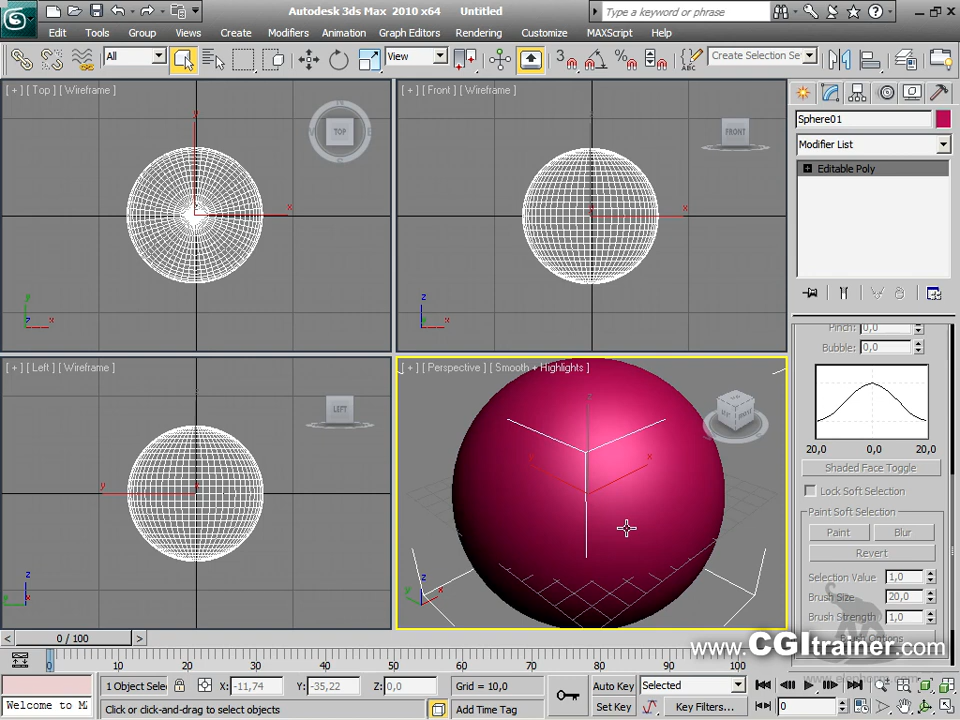 Autodesk 3ds Max 2010 x64 Untitled
Type a keyword or phrase
Edit Tools Group Views Create Modifiers Animation Graph Editors Rendering Customize MAXScript Help
All View 3 % ABC Create Selection Se
[ + ] [ Top ] [ Wireframe ]
TOP
y
x
y
z x
[ + ] [ Front ] [ Wireframe ]
FRONT
x
z
x
[ + ] [ Left ] [ Wireframe ]
LEFT
y
z
y
[ + ] [ Perspective ] [ Smooth + Highlights ]
z
x
z
y x
Sphere01
Modifier List
Editable Poly
Pinch: 0,0
Bubble: 0,0
20,0 0,0 20,0
Shaded Face Toggle
Lock Soft Selection
Paint Soft Selection
Paint Blur
Revert
Selection Value 1,0
Brush Size 20,0
Brush Strength 1,0
Brush Options
www.CGItrainer.com
< 0 / 100 >
0 10 20 30 40 50 60 70 80 90 100
1 Object Selec X: -11,74 Y: -35,22 Z: 0,0 Grid = 10,0 Auto Key Selected
Welcome to M Click or click-and-drag to select objects Add Time Tag Set Key Key Filters... 0